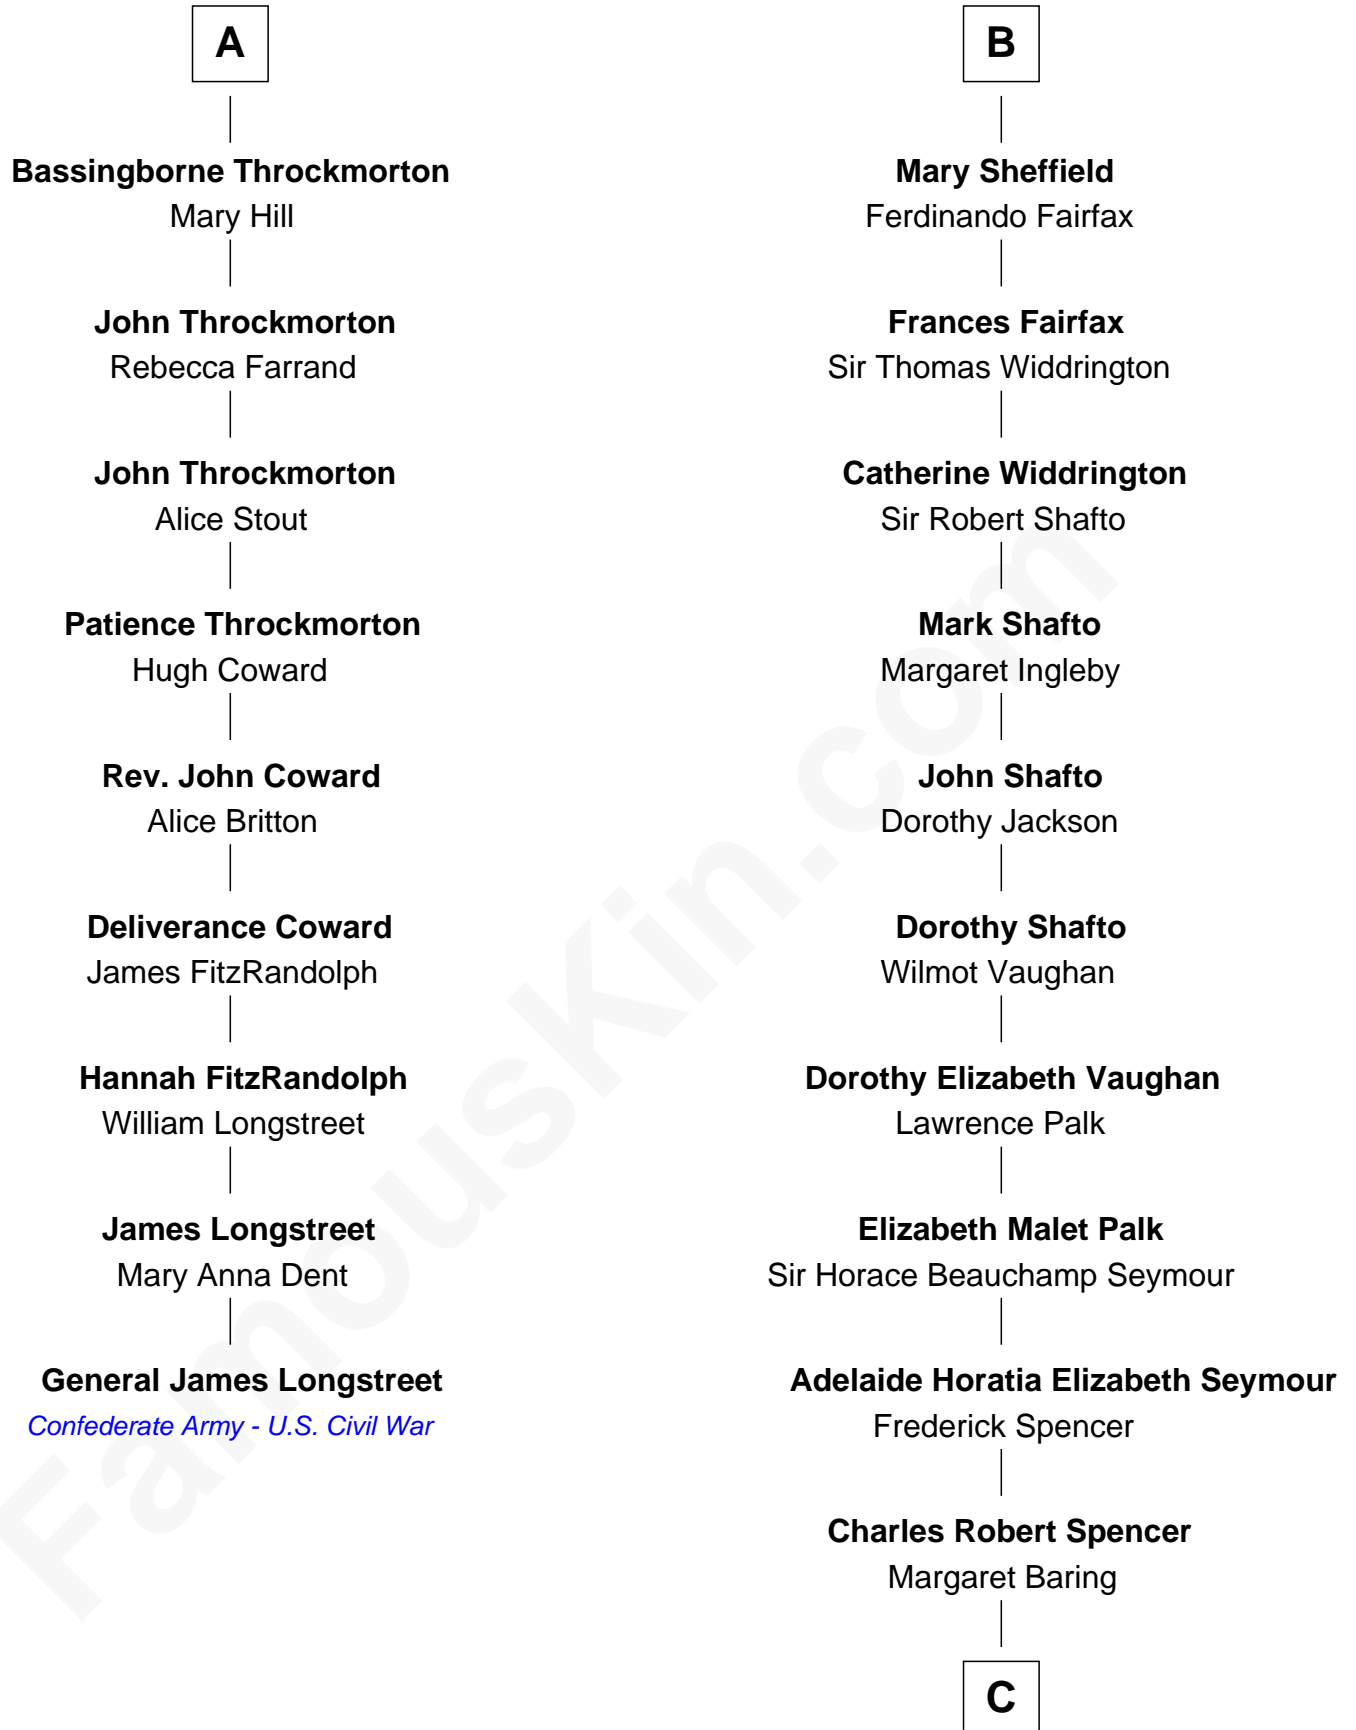 A
Bassingborne Throckmorton
Mary Hill
John Throckmorton
Rebecca Farrand
John Throckmorton
Alice Stout
Patience Throckmorton
Hugh Coward
Rev. John Coward
Alice Britton
Deliverance Coward
James FitzRandolph
Hannah FitzRandolph
William Longstreet
James Longstreet
Mary Anna Dent
General James Longstreet
Confederate Army - U.S. Civil War
B
Mary Sheffield
Ferdinando Fairfax
Frances Fairfax
Sir Thomas Widdrington
Catherine Widdrington
Sir Robert Shafto
Mark Shafto
Margaret Ingleby
John Shafto
Dorothy Jackson
Dorothy Shafto
Wilmot Vaughan
Dorothy Elizabeth Vaughan
Lawrence Palk
Elizabeth Malet Palk
Sir Horace Beauchamp Seymour
Adelaide Horatia Elizabeth Seymour
Frederick Spencer
Charles Robert Spencer
Margaret Baring
C
FamousKin.com